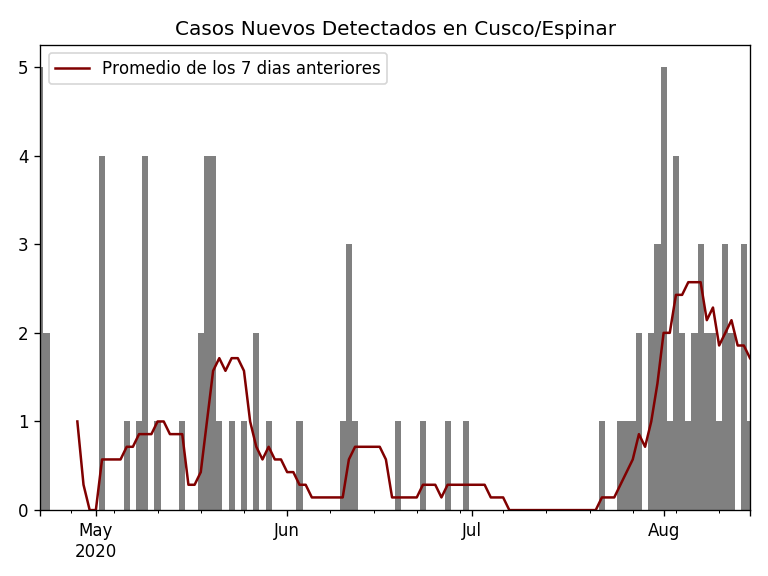 Casos Nuevos Detectados en Cusco/Espinar
Promedio de los 7 dias anteriores
5
4
3
2
1
0
May
2020
Jun
Jul
Aug